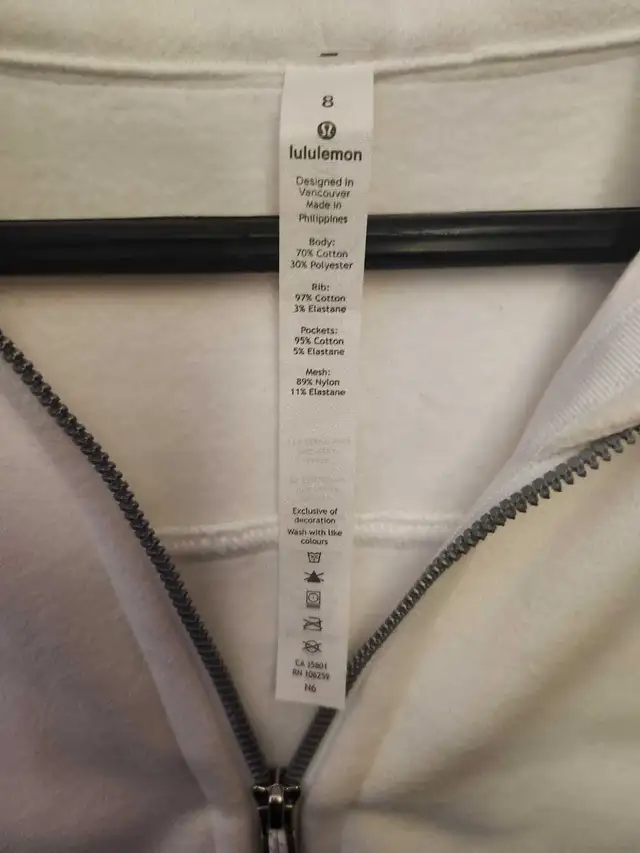 8
lululemon
Designed in
Vancouver
Made in
Philippines
Body:
70% Cotton
30% Polyester
Rib:
97% Cotton
3% Elastane
Pockets:
95% Cotton
5% Elastane
Mesh:
89% Nylon
11% Elastane
Exclusive of
decoration
Wash with like
colours
CA 35801
RN 106259
N6